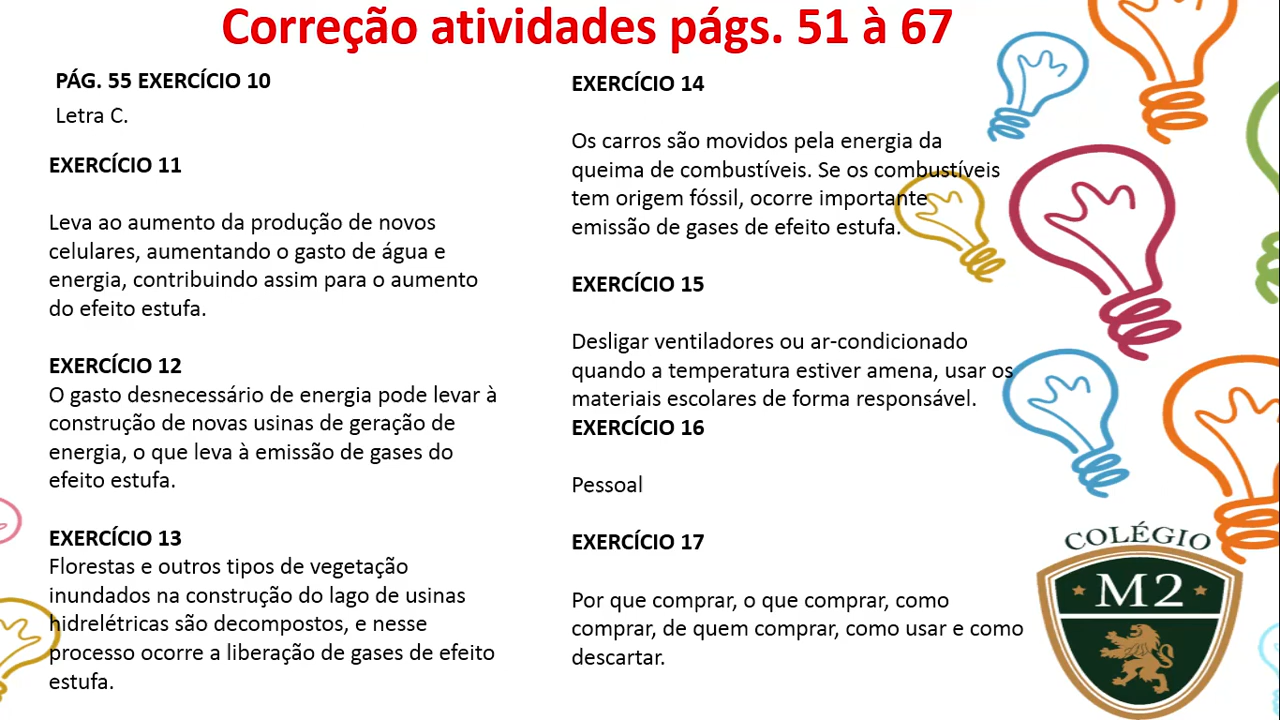 Correção atividades págs. 51 à 67
PÁG. 55 EXERCÍCIO 10
Letra C.
EXERCÍCIO 11
Leva ao aumento da produção de novos
celulares, aumentando o gasto de água e
energia, contribuindo assim para o aumento
do efeito estufa.
EXERCÍCIO 12
O gasto desnecessário de energia pode levar à
construção de novas usinas de geração de
energia, o que leva à emissão de gases do
efeito estufa.
EXERCÍCIO 13
Florestas e outros tipos de vegetação
inundados na construção do lago de usinas
hidrelétricas são decompostos, e nesse
processo ocorre a liberação de gases de efeito
estufa.
EXERCÍCIO 14
Os carros são movidos pela energia da
queima de combustíveis. Se os combustíveis
tem origem fóssil, ocorre importante
emissão de gases de efeito estufa.
EXERCÍCIO 15
Desligar ventiladores ou ar-condicionado
quando a temperatura estiver amena, usar os
materiais escolares de forma responsável.
EXERCÍCIO 16
Pessoal
EXERCÍCIO 17
Por que comprar, o que comprar, como
comprar, de quem comprar, como usar e como
descartar.
COLÉGIO
M2